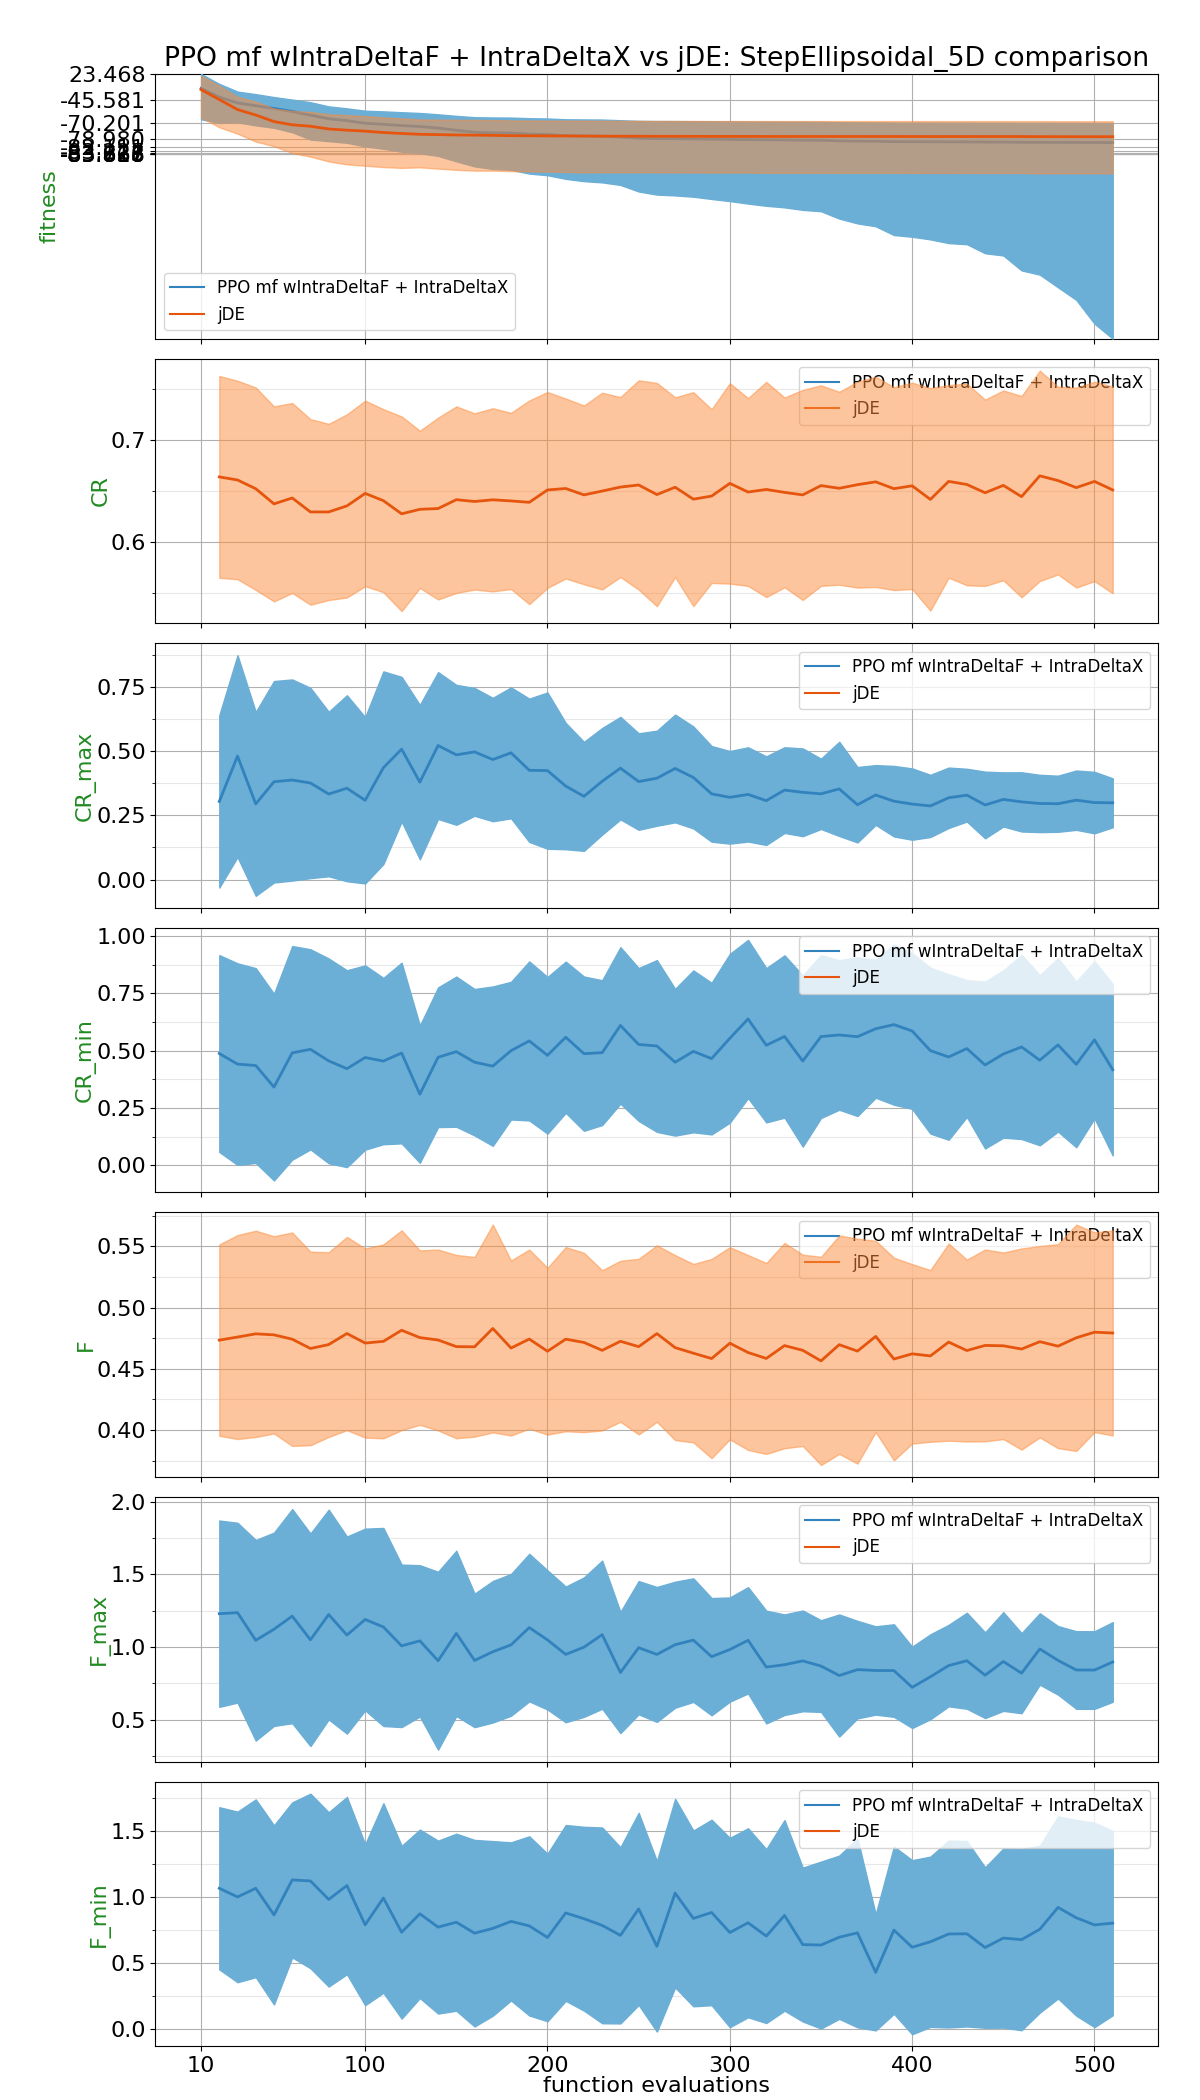 PPO mf wIntraDeltaF + IntraDeltaX vs jDE: StepEllipsoidal_5D comparison
23.468
-45.581
-70.201
-78.980
fitness
PPO mf wIntraDeltaF + IntraDeltaX
jDE
PPO mf wIntraDeltaF + IntraDeltaX
jDE
0.7
0.6
CR
PPO mf wIntraDeltaF + IntraDeltaX
jDE
0.75
0.50
0.25
0.00
CR_max
PPO mf wIntraDeltaF + IntraDeltaX
jDE
1.00
0.75
0.50
0.25
0.00
CR_min
PPO mf wIntraDeltaF + IntraDeltaX
jDE
0.55
0.50
0.45
0.40
F
PPO mf wIntraDeltaF + IntraDeltaX
jDE
2.0
1.5
1.0
0.5
F_max
PPO mf wIntraDeltaF + IntraDeltaX
jDE
1.5
1.0
0.5
0.0
F_min
10 100 200 300 400 500
function evaluations